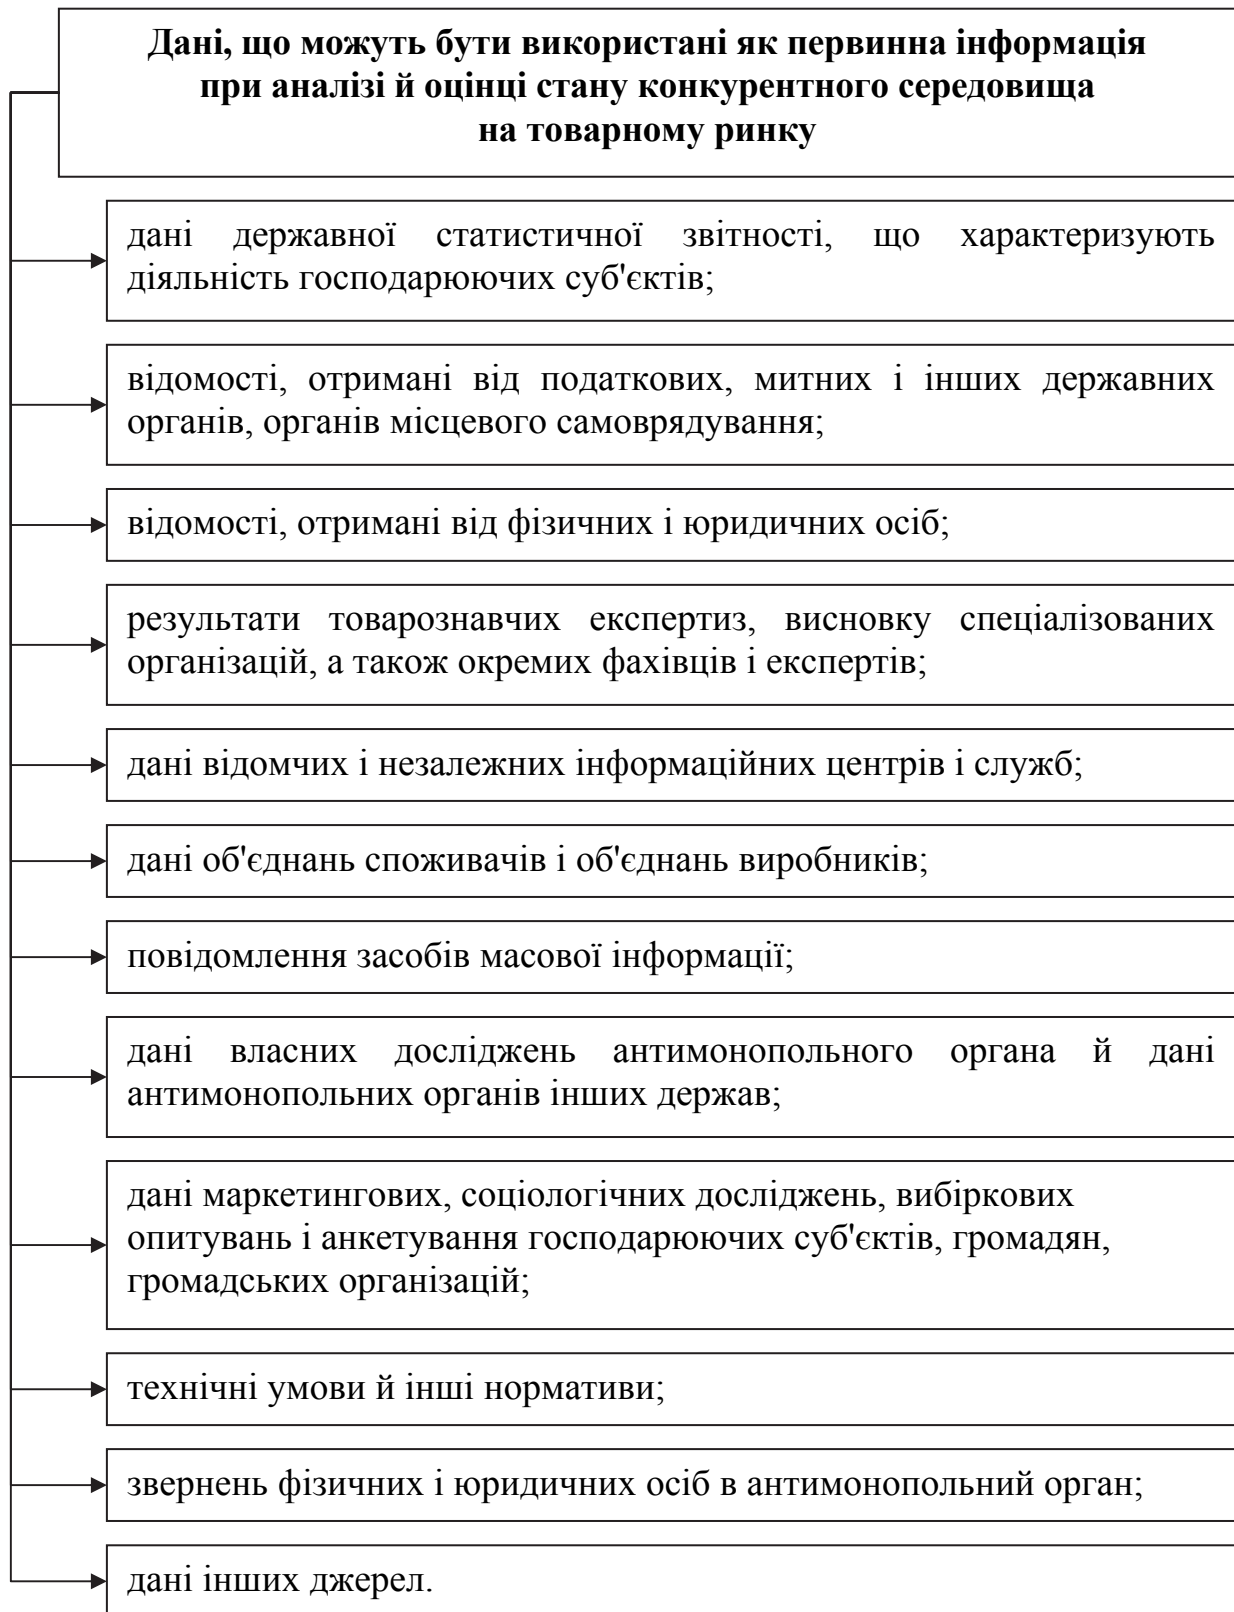 Дані, що можуть бути використані як первинна інформація
при аналізі й оцінці стану конкурентного середовища
на товарному ринку
дані державної статистичної звітності, що характеризують
діяльність господарюючих суб'єктів;
відомості, отримані від податкових, митних і інших державних
органів, органів місцевого самоврядування;
відомості, отримані від фізичних і юридичних осіб;
результати товарознавчих експертиз, висновку спеціалізованих
організацій, а також окремих фахівців і експертів;
дані відомчих і незалежних інформаційних центрів і служб;
дані об'єднань споживачів і об'єднань виробників;
повідомлення засобів масової інформації;
дані власних досліджень антимонопольного органа й дані
антимонопольних органів інших держав;
дані маркетингових, соціологічних досліджень, вибіркових
опитувань і анкетування господарюючих суб'єктів, громадян,
громадських організацій;
технічні умови й інші нормативи;
звернень фізичних і юридичних осіб в антимонопольний орган;
дані інших джерел.